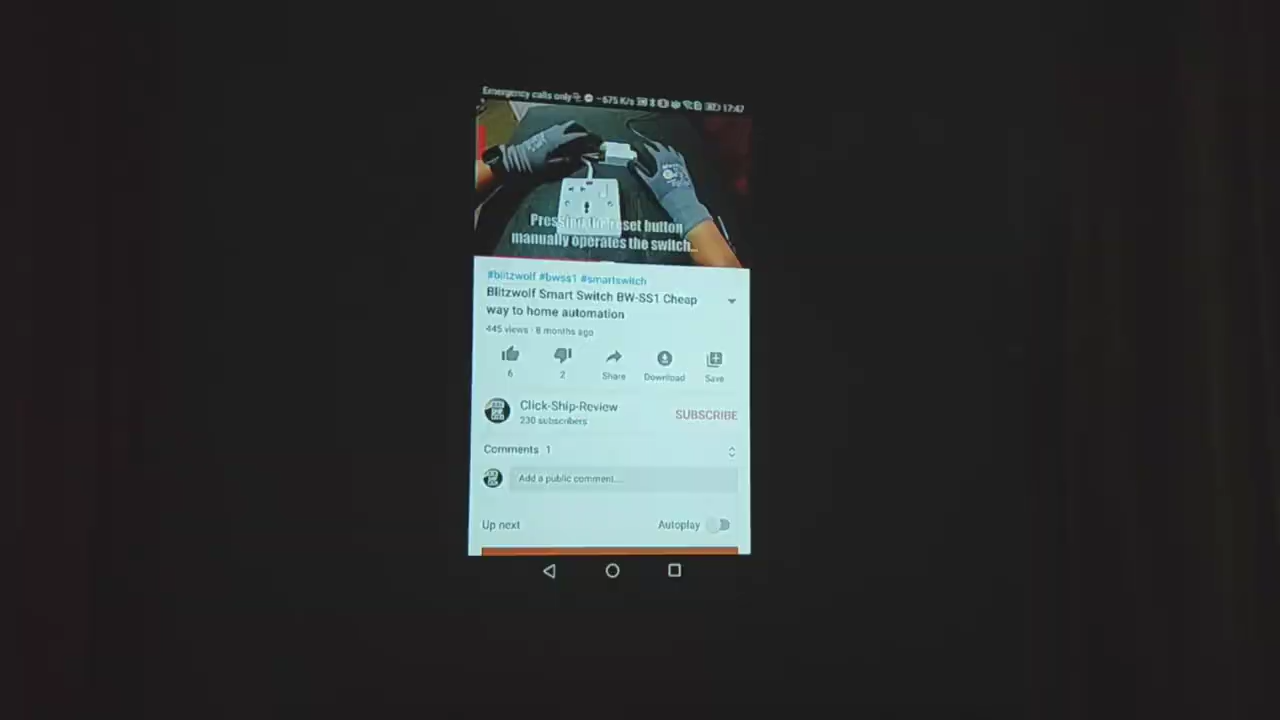 Emergency calls only 675 K/s 17:47
Pressing the reset button
manually operates the switch...
#blitzwolf #bwss1 #smartswitch
Blitzwolf Smart Switch BW-SS1 Cheap
way to home automation
445 views · 8 months ago
6 2 Share Download Save
Click-Ship-Review
SUBSCRIBE
230 subscribers
Comments 1
Add a public comment...
Up next Autoplay